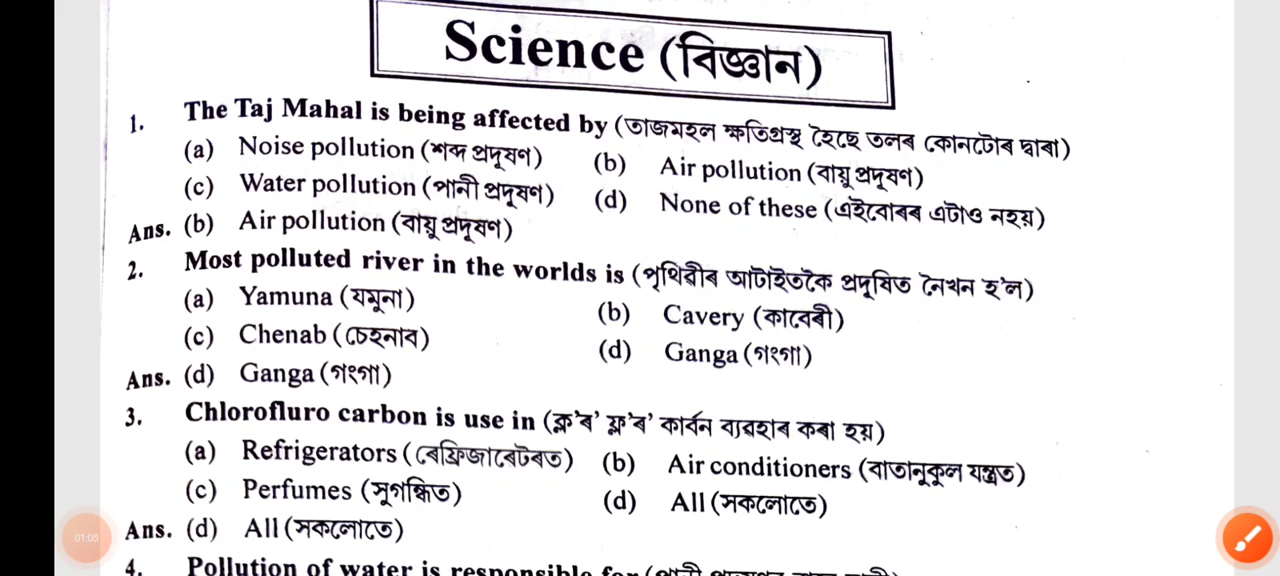 Science (বিজ্ঞান)
1. The Taj Mahal is being affected by (তাজমহল ক্ষতিগ্ৰস্থ হৈছে তলৰ কোনটোৰ দ্বাৰা)
(a) Noise pollution (শব্দ প্ৰদূষণ) (b) Air pollution (বায়ু প্ৰদূষণ)
(c) Water pollution (পানী প্ৰদূষণ) (d) None of these (এইবোৰৰ এটাও নহয়)
Ans. (b) Air pollution (বায়ু প্ৰদূষণ)
2. Most polluted river in the worlds is (পৃথিৱীৰ আটাইতকৈ প্ৰদূষিত নৈখন হ'ল)
(a) Yamuna (যমুনা) (b) Cavery (কাবেৰী)
(c) Chenab (চেহনাব) (d) Ganga (গংগা)
Ans. (d) Ganga (গংগা)
3. Chlorofluro carbon is use in (ক্ল'ৰ' ফ্ল'ৰ' কাৰ্বন ব্যৱহাৰ কৰা হয়)
(a) Refrigerators (ৰেফ্ৰিজাৰেটৰত) (b) Air conditioners (বাতানুকুল যন্ত্ৰত)
(c) Perfumes (সুগন্ধিত) (d) All (সকলোতে)
Ans. (d) All (সকলোতে)
4. Pollution of water is responsible for
01:05